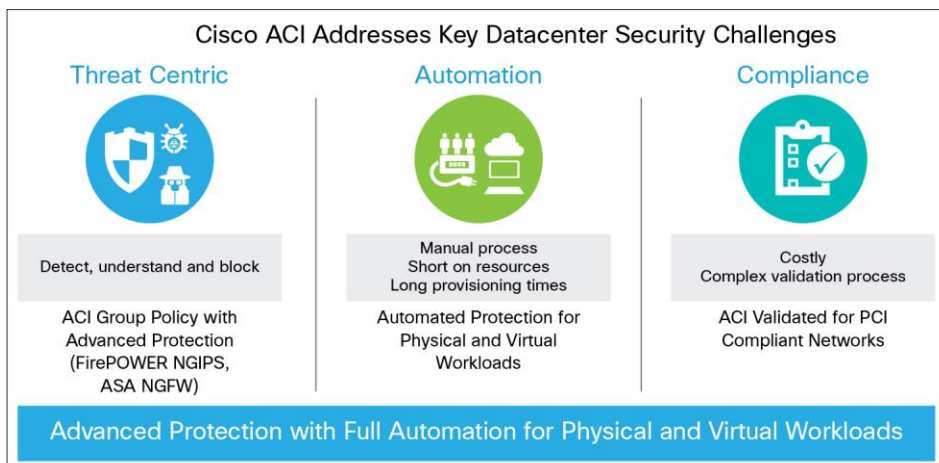 Cisco ACI Addresses Key Datacenter Security Challenges
Threat Centric
Detect, understand and block
ACI Group Policy with
Advanced Protection
(FirePOWER NGIPS,
ASA NGFW)
Automation
Manual process
Short on resources
Long provisioning times
Automated Protection for
Physical and Virtual
Workloads
Compliance
Costly
Complex validation process
ACI Validated for PCI
Compliant Networks
Advanced Protection with Full Automation for Physical and Virtual Workloads